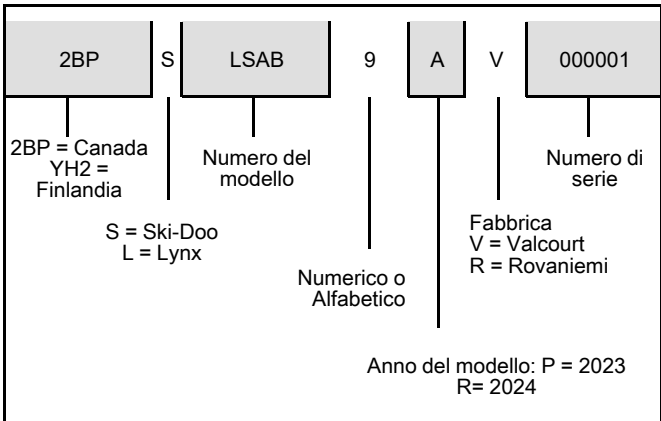 2BP S LSAB 9 A V 000001
2BP = Canada
YH2 =
Finlandia
Numero del
modello
Numero di
serie
S = Ski-Doo
L = Lynx
Fabbrica
V = Valcourt
R = Rovaniemi
Numerico o
Alfabetico
Anno del modello: P = 2023
R= 2024